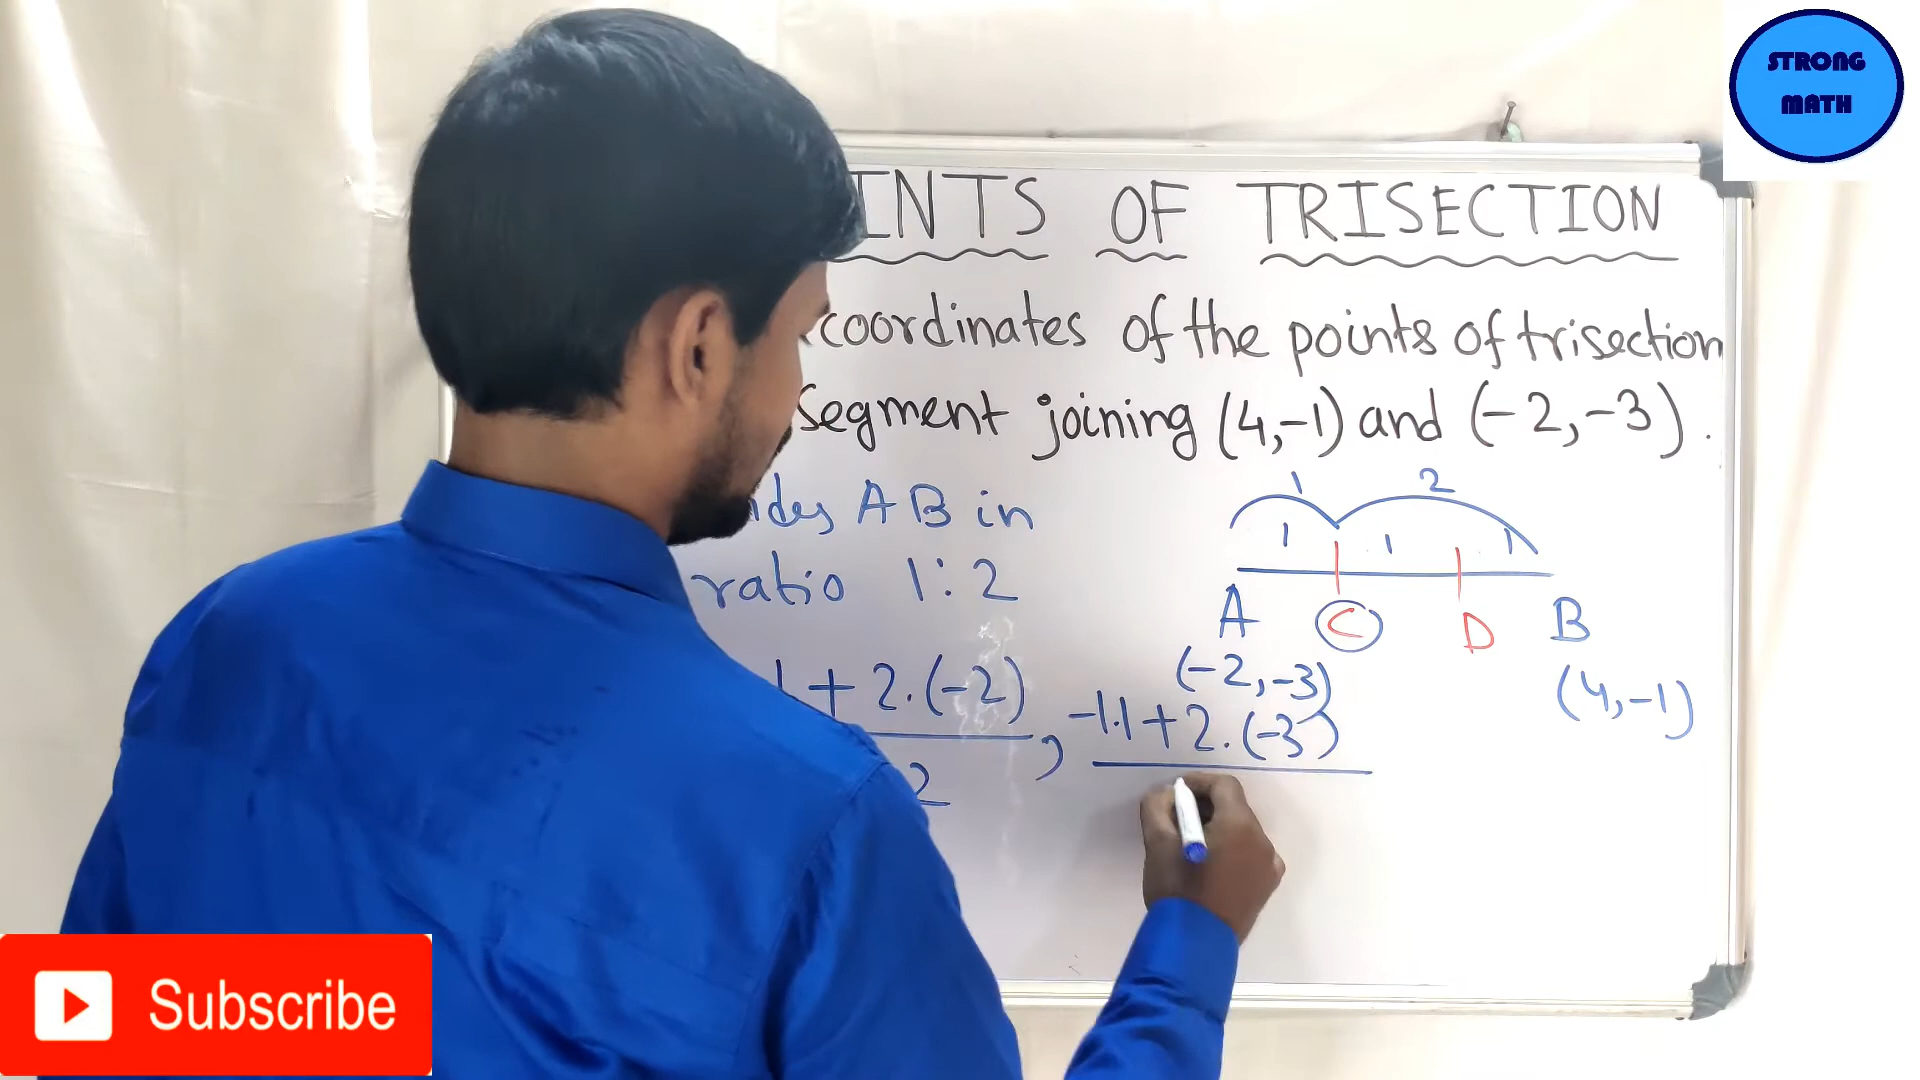 STRONG
MATH
INTS OF TRISECTION
coordinates of the points of trisection
segment joining (4,-1) and (-2,-3).
ides AB in
ratio 1:2
1 + 2.(-2)
2
,
-1.1+2.(-3)
1 2
1 1 1
A C D B
(-2,-3) (4,-1)
Subscribe